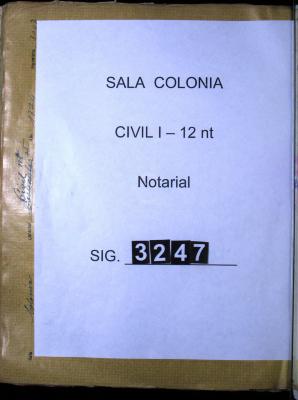 SALA COLONIA
CIVIL I – 12 nt
Notarial
SIG. 3247